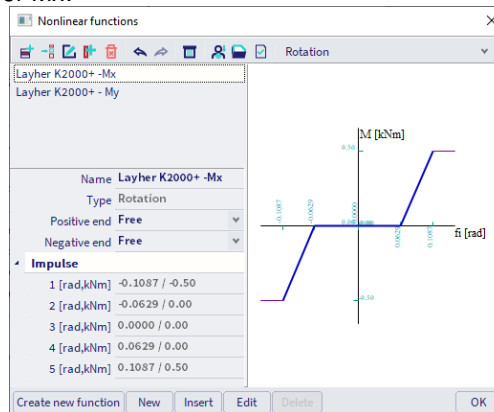 Nonlinear functions
Rotation
Layher K2000+ -Mx
Layher K2000+ - My
Name Layher K2000+ -Mx
Type Rotation
Positive end Free
Negative end Free
Impulse
1 [rad,kNm] -0.1087 / -0.50
2 [rad,kNm] -0.0629 / 0.00
3 [rad,kNm] 0.0000 / 0.00
4 [rad,kNm] 0.0629 / 0.00
5 [rad,kNm] 0.1087 / 0.50
M [kNm]
0.50
-0.1087
-0.0629
0.0000
0.0629
0.1087
fi [rad]
-0.50
Create new function New Insert Edit Delete OK